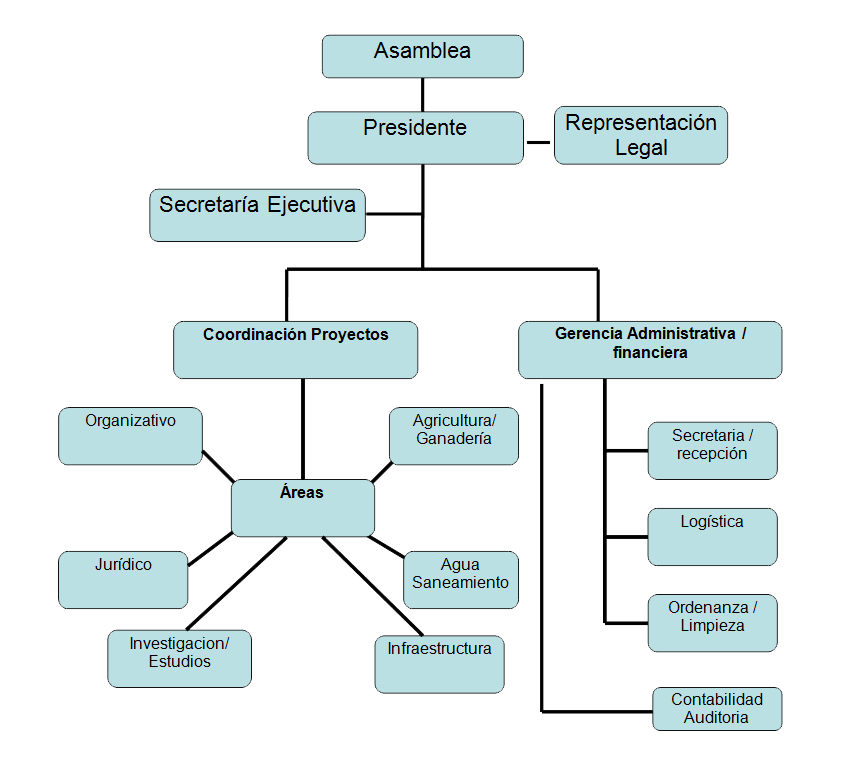 Asamblea
Presidente
Representación
Legal
Secretaría Ejecutiva
Coordinación Proyectos
Gerencia Administrativa /
financiera
Organizativo
Agricultura/
Ganadería
Secretaria /
recepción
Áreas
Logística
Jurídico
Agua
Saneamiento
Ordenanza /
Limpieza
Investigacion/
Estudios
Infraestructura
Contabilidad
Auditoria